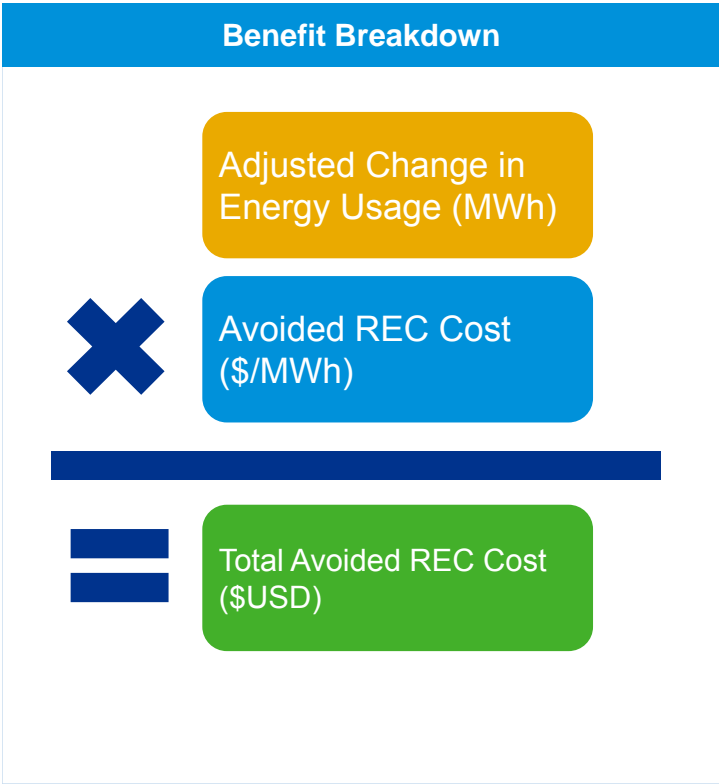 Benefit Breakdown
Adjusted Change in
Energy Usage (MWh)
Avoided REC Cost
($/MWh)
Total Avoided REC Cost
($USD)